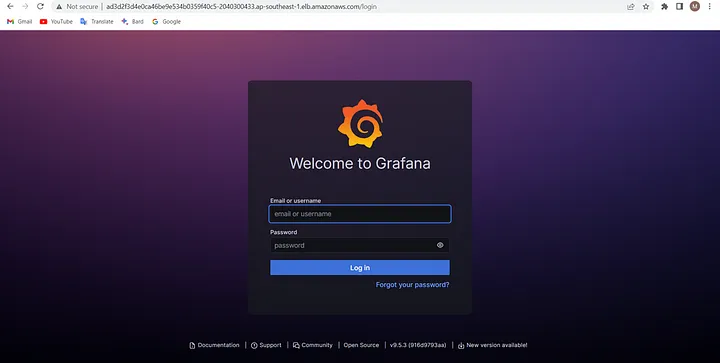 Not secure | ad3d2f3d4e0ca46be9e534b0359f40c5-2040300433.ap-southeast-1.elb.amazonaws.com/login
M
Gmail YouTube Translate Bard Google
Welcome to Grafana
Email or username
email or username
Password
password
Log in
Forgot your password?
Documentation | Support | Community | Open Source | v9.5.3 (916d9793aa) | New version available!